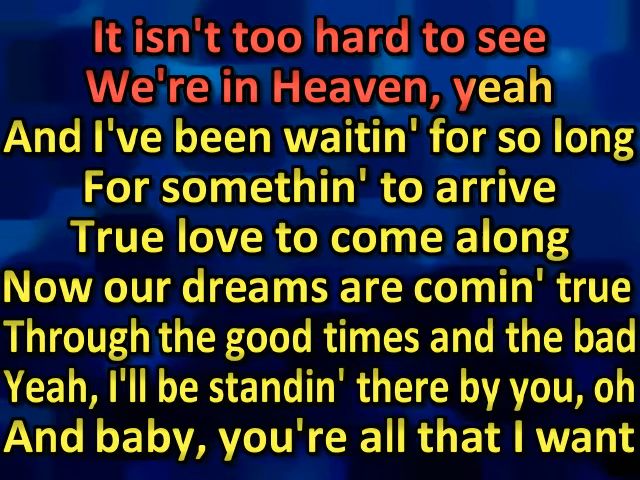 It isn't too hard to see
We're in Heaven, yeah
And I've been waitin' for so long
For somethin' to arrive
True love to come along
Now our dreams are comin' true
Through the good times and the bad
Yeah, I'll be standin' there by you, oh
And baby, you're all that I want